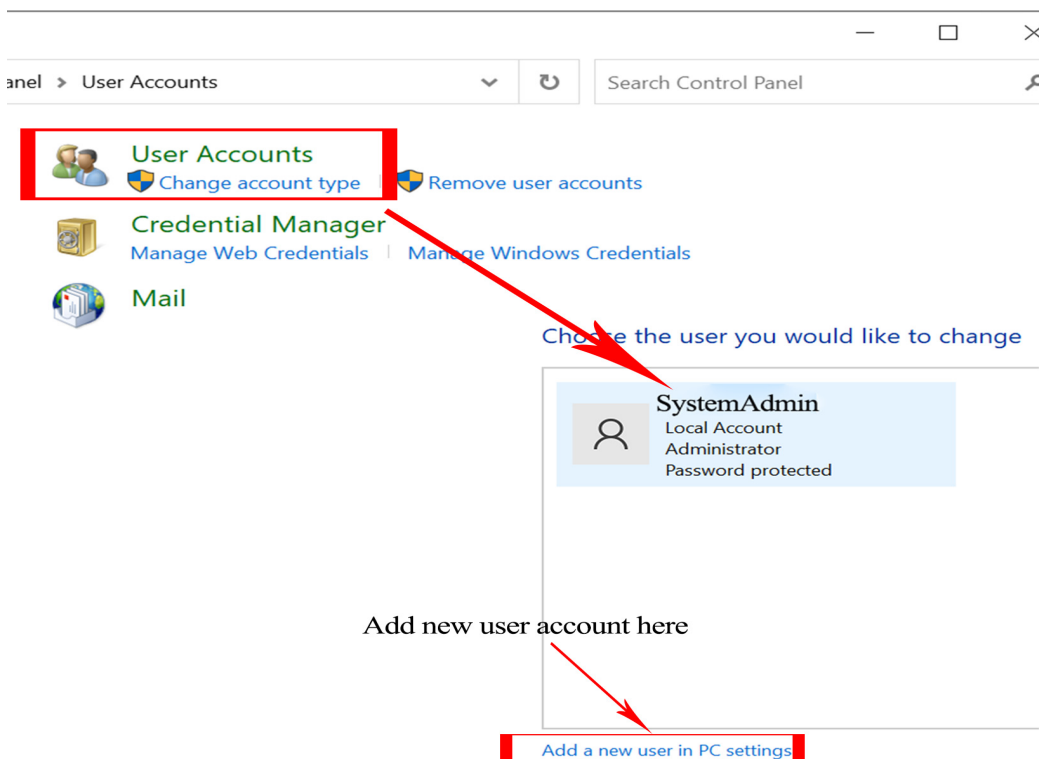 anel > User Accounts
Search Control Panel
User Accounts
Change account type
Remove user accounts
Credential Manager
Manage Web Credentials
Manage Windows Credentials
Mail
Choose the user you would like to change
SystemAdmin
Local Account
Administrator
Password protected
Add new user account here
Add a new user in PC settings